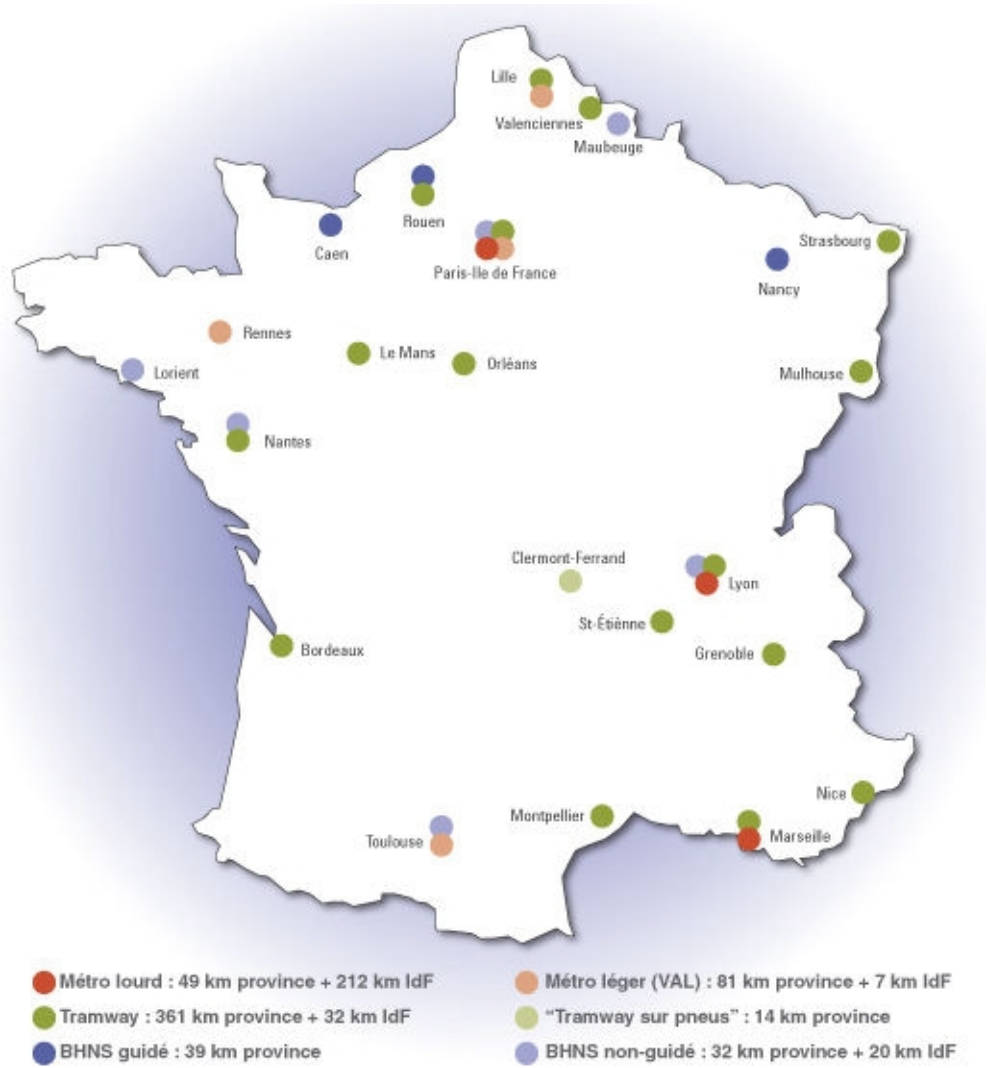 Lille
Valenciennes
Maubeuge
Rouen
Caen
Paris-Ile de France
Strasbourg
Nancy
Rennes
Le Mans
Orléans
Lorient
Mulhouse
Nantes
Clermont-Ferrand
Lyon
St-Étiènne
Bordeaux
Grenoble
Nice
Montpellier
Marseille
Toulouse
Métro lourd : 49 km province + 212 km IdF
Métro léger (VAL) : 81 km province + 7 km IdF
Tramway : 361 km province + 32 km IdF
“Tramway sur pneus” : 14 km province
BHNS guidé : 39 km province
BHNS non-guidé : 32 km province + 20 km IdF